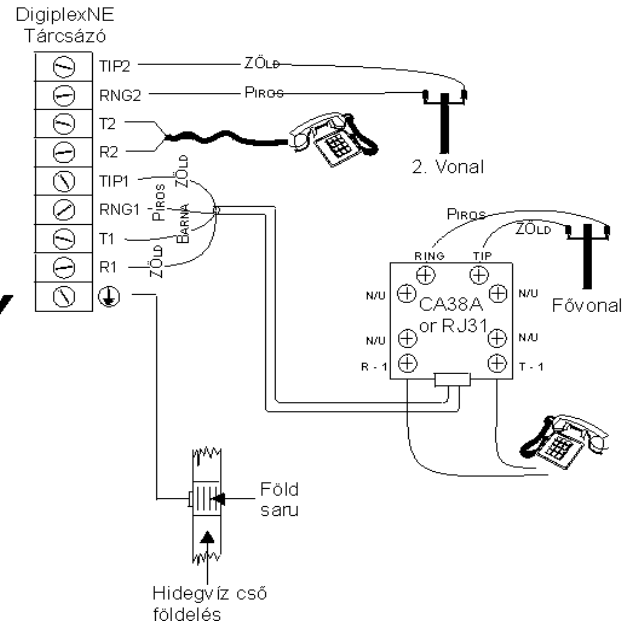 DigiplexNE
Tárcsázó
TIP2
ZÖLD
RNG2
PIROS
T2
R2
2. Vonal
TIP1
ZÖLD
RNG1
PIROS
T1
BARNA
R1
ZÖLD
PIROS
ZÖLD
RING
TIP
Fővonal
N/U
CA38A
or RJ31
N/U
N/U
N/U
R - 1
T - 1
Föld
saru
Hidegvíz cső
földelés